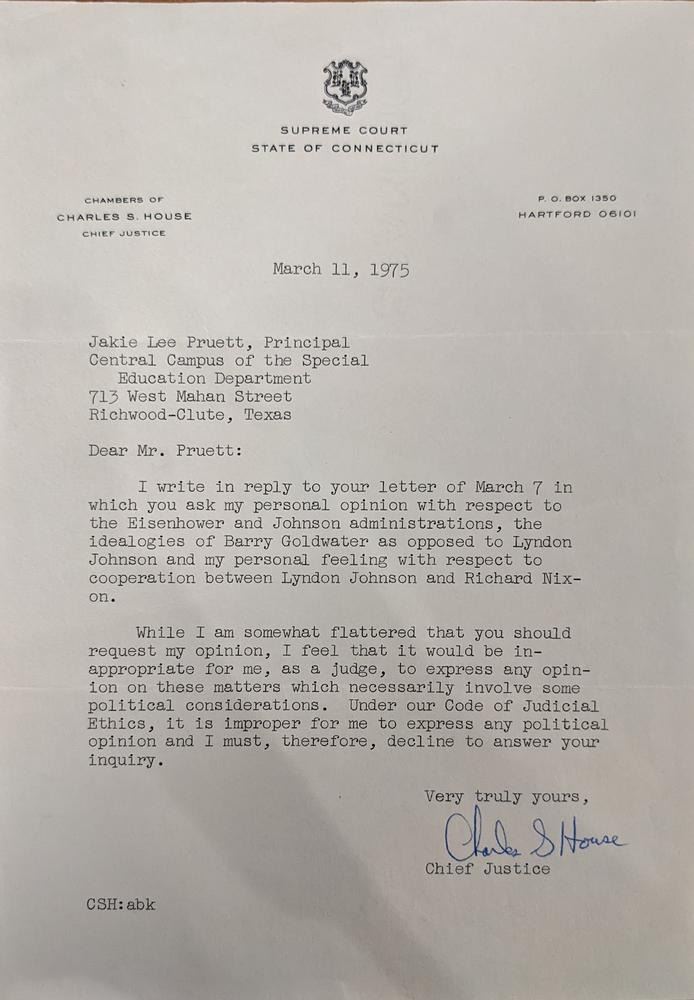 SUPREME COURT
STATE OF CONNECTICUT
CHAMBERS OF
CHARLES S. HOUSE
CHIEF JUSTICE
P. O. BOX 1350
HARTFORD 06101
March 11, 1975
Jakie Lee Pruett, Principal
Central Campus of the Special
Education Department
713 West Mahan Street
Richwood-Clute, Texas
Dear Mr. Pruett:
I write in reply to your letter of March 7 in
which you ask my personal opinion with respect to
the Eisenhower and Johnson administrations, the
idealogies of Barry Goldwater as opposed to Lyndon
Johnson and my personal feeling with respect to
cooperation between Lyndon Johnson and Richard Nix-
on.
While I am somewhat flattered that you should
request my opinion, I feel that it would be in-
appropriate for me, as a judge, to express any opin-
ion on these matters which necessarily involve some
political considerations. Under our Code of Judicial
Ethics, it is improper for me to express any political
opinion and I must, therefore, decline to answer your
inquiry.
Very truly yours,
Charles S House
Chief Justice
CSH:abk